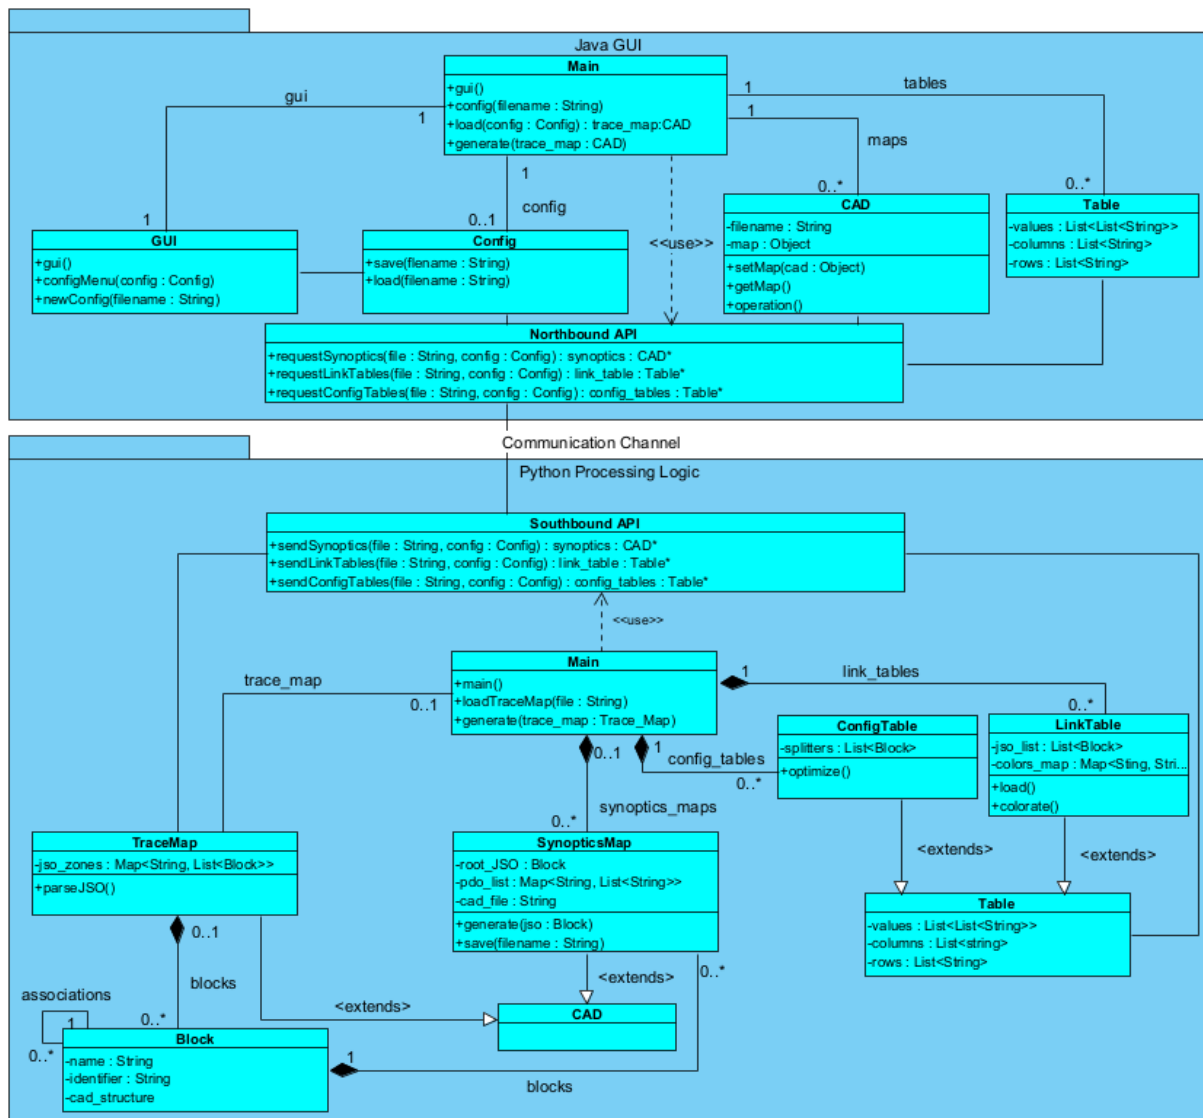 Java GUI
Main
+gui()
+config(filename : String)
+load(config : Config) : trace_map:CAD
+generate(trace_map : CAD)
gui
1
1
1
config
0..1
<<use>>
1
tables
1
maps
0..*
0..*
GUI
+gui()
+configMenu(config : Config)
+newConfig(filename : String)
Config
+save(flename : String)
+load(filename : String)
CAD
-filename : String
-map : Object
+setMap(cad : Object)
+getMap()
+operation()
Table
-values : List<List<String>>
-columns : List<String>
-rows : List<String>
Northbound API
+requestSynoptics(file : String, config : Config) : synoptics : CAD*
+requestLinkTables(file : String, config : Config) : link_table : Table*
+requestConfigTables(file : String, config : Config) : config_tables : Table*
Communication Channel
Python Processing Logic
Southbound API
+sendSynoptics(file : String, config : Config) : synoptics : CAD*
+sendLinkTables(file : String, config : Config) : link_table : Table*
+sendConfigTables(file : String, config : Config) : config_tables : Table*
<<use>>
Main
+main()
+loadTraceMap(file : String)
+generate(trace_map : Trace_Map)
trace_map
0..1
1
link_tables
0..*
0..1
1
config_tables
0..*
synoptics_maps
0..*
ConfigTable
-splitters : List<Block>
+optimize()
LinkTable
-jso_list : List<Block>
-colors_map : Map<Sting, Stri...
+load()
+colorate()
TraceMap
-jso_zones : Map<String, List<Block>>
+parseJSO()
SynopticsMap
-root_JSO : Block
-pdo_list : Map<String, List<String>>
-cad_file : String
+generate(jso : Block)
+save(filename : String)
<extends>
<extends>
Table
-values : List<List<String>>
-columns : List<string>
-rows : List<String>
0..1
blocks
0..*
<extends>
<extends>
0..*
CAD
associations
1
0..*
Block
-name : String
-identifier : String
-cad_structure
1
blocks